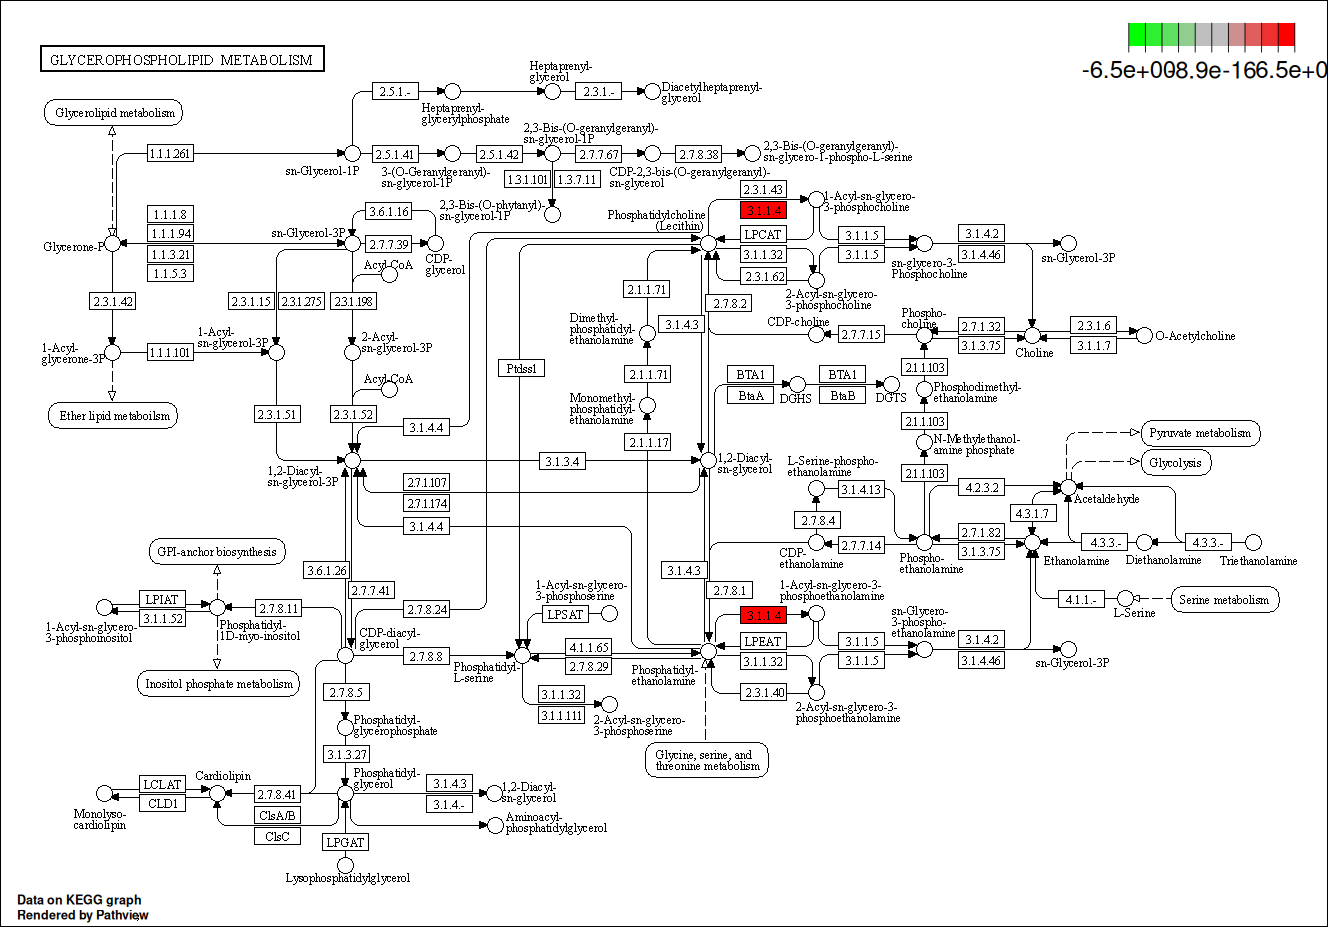 GLYCEROPHOSPHOLIPID METABOLISM
-6.5e+008.9e-166.5e+0
Glycerolipid metabolism
2.5.1.-
Heptaprenyl-
glycerylphosphate
Heptaprenyl-
glycerol
2.3.1.-
Diacetylheptaprenyl-
glycerol
1.1.1.261
sn-Glycerol-1P
2.5.1.41
3-(O-Geranylgeranyl)-
sn-glycerol-1P
2.5.1.42
2,3-Bis-(O-geranylgeranyl)-
sn-glycerol-1P
2.7.7.67
CDP-2,3-bis-(O-geranylgeranyl)-
sn-glycerol
2.7.8.38
2,3-Bis-(O-geranylgeranyl)-
sn-glycero-1-phospho-L-serine
1.3.1.101
1.3.7.11
2,3-Bis-(O-phytanyl)-
sn-glycerol-1P
1.1.1.8
1.1.1.94
1.1.3.21
1.1.5.3
Glycerone-P
sn-Glycerol-3P
3.6.1.16
2.7.7.39
CDP-
glycerol
Acyl-CoA
2.3.1.42
2.3.1.15
2.3.1.275
2.3.1.198
1-Acyl-
glycerone-3P
1.1.1.101
1-Acyl-
sn-glycerol-3P
2-Acyl-
sn-glycerol-3P
Acyl-CoA
Ether lipid metaboilsm
2.3.1.51
2.3.1.52
3.1.4.4
1,2-Diacyl-
sn-glycerol-3P
3.1.3.4
2.7.1.107
2.7.1.174
3.1.4.4
Ptdss1
Phosphatidylcholine
(Lecithin)
2.3.1.43
3.1.1.4
LPCAT
3.1.1.32
2.3.1.62
1-Acyl-sn-glycero-
3-phosphocholine
2-Acyl-sn-glycero-
3-phosphocholine
3.1.1.5
3.1.1.5
sn-glycero-3-
Phosphocholine
3.1.4.2
3.1.4.46
sn-Glycerol-3P
2.1.1.71
Dimethyl-
phosphatidyl-
ethanolamine
2.1.1.71
Monomethyl-
phosphatidyl-
ethanolamine
2.1.1.17
3.1.4.3
2.7.8.2
CDP-choline
2.7.7.15
Phospho-
choline
2.7.1.32
3.1.3.75
Choline
2.3.1.6
3.1.1.7
O-Acetylcholine
BTA1
BtaA
DGHS
BTA1
BtaB
DGTS
2.1.1.103
Phosphodimethyl-
ethanolamine
2.1.1.103
N-Methylethanol-
amine phosphate
2.1.1.103
1,2-Diacyl-
sn-glycerol
L-Serine-phospho-
ethanolamine
3.1.4.13
2.7.8.4
CDP-
ethanolamine
2.7.7.14
Phospho-
ethanolamine
4.2.3.2
2.7.1.82
3.1.3.75
4.3.1.7
Acetaldehyde
Pyruvate metabolism
Glycolysis
Ethanolamine
4.3.3.-
Diethanolamine
4.3.3.-
Triethanolamine
4.1.1.-
L-Serine
Serine metabolism
GPI-anchor biosynthesis
3.6.1.26
2.7.7.41
LPIAT
3.1.1.52
1-Acyl-sn-glycero-
3-phosphoinositol
2.7.8.11
Phosphatidyl-
1D-myo-inositol
Inositol phosphate metabolism
CDP-diacyl-
glycerol
2.7.8.24
2.7.8.8
Phosphatidyl-
L-serine
1-Acyl-sn-glycero-
3-phosphoserine
LPSAT
4.1.1.65
2.7.8.29
3.1.1.32
3.1.1.111
2-Acyl-sn-glycero-
3-phosphoserine
Phosphatidyl-
ethanolamine
3.1.4.3
2.7.8.1
1-Acyl-sn-glycero-3-
phosphoethanolamine
3.1.1.4
LPEAT
3.1.1.32
2.3.1.40
2-Acyl-sn-glycero-3-
phosphoethanolamine
3.1.1.5
3.1.1.5
sn-Glycero-
3-phospho-
ethanolamine
3.1.4.2
3.1.4.46
sn-Glycerol-3P
Glycine, serine, and
threonine metabolism
2.7.8.5
Phosphatidyl-
glycerophosphate
3.1.3.27
Phosphatidyl-
glycerol
LCLAT
CLD1
Monolyso-
cardiolipin
Cardiolipin
2.7.8.41
ClsA/B
ClsC
3.1.4.3
3.1.4.-
1,2-Diacyl-
sn-glycerol
Aminoacyl-
phosphatidylglycerol
LPGAT
Lysophosphatidylglycerol
Data on KEGG graph
Rendered by Pathview